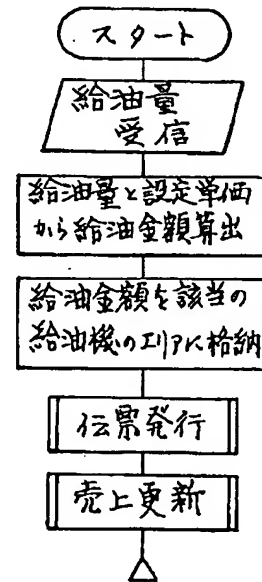 スタート
給油量
受信
給油量と設定単価
から給油金額算出
給油金額を該当の
給油機のエリアに格納
伝票発行
売上更新